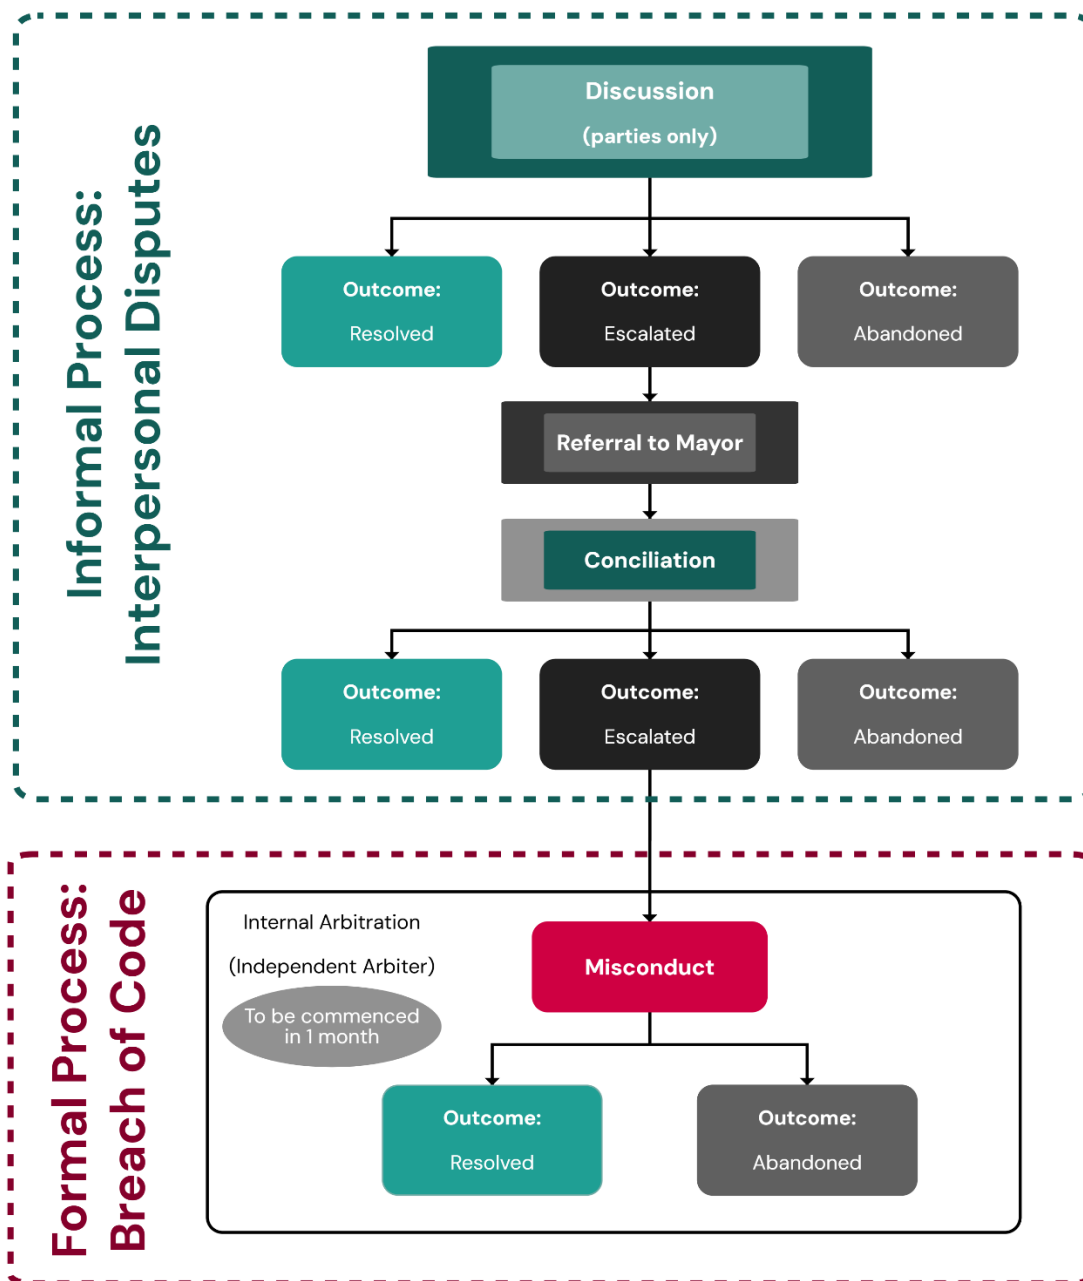 Informal Process:
Interpersonal Disputes
Discussion
(parties only)
Outcome:
Resolved
Outcome:
Escalated
Outcome:
Abandoned
Referral to Mayor
Conciliation
Outcome:
Resolved
Outcome:
Escalated
Outcome:
Abandoned
Formal Process:
Breach of Code
Internal Arbitration
(Independent Arbiter)
To be commenced
in 1 month
Misconduct
Outcome:
Resolved
Outcome:
Abandoned